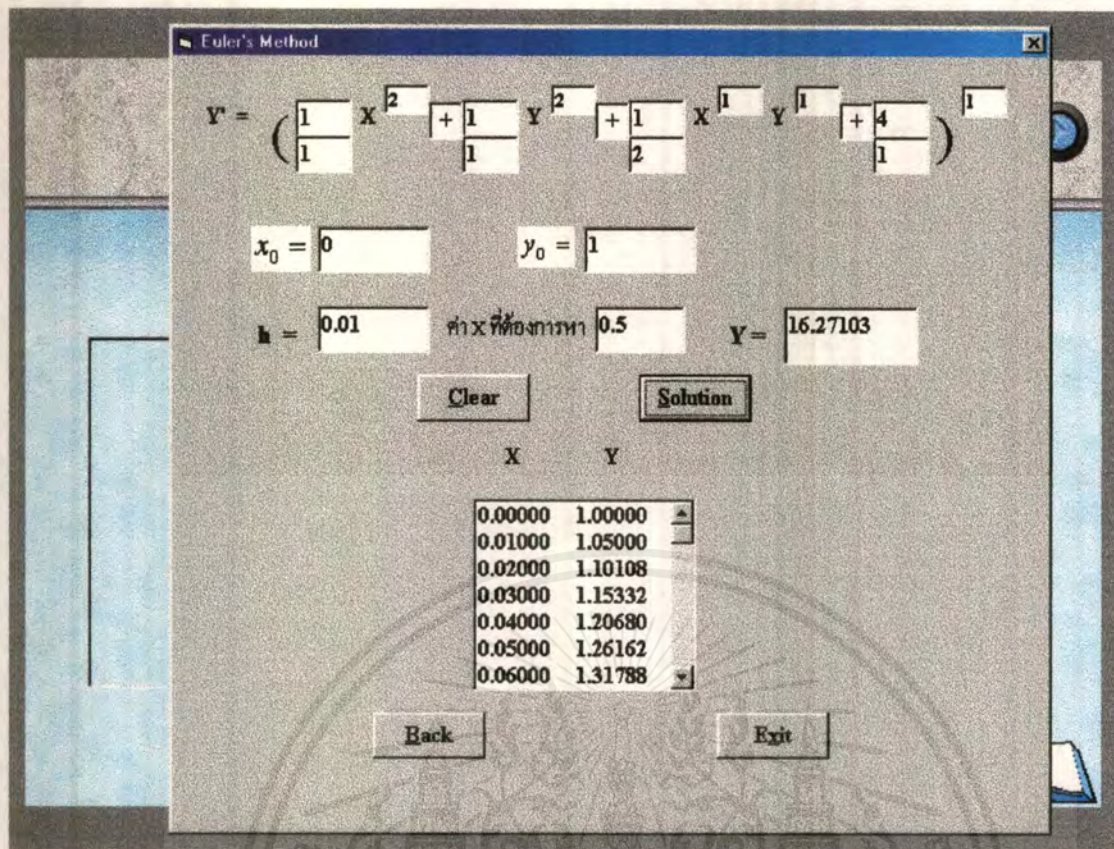 Euler's Method
Y' = ( 1/1 X 2 + 1/1 Y 2 + 1/2 X 1 Y 1 + 4/1 ) 1
x0 = 0 y0 = 1
h = 0.01 ค่า x ที่ต้องการหา 0.5 Y = 16.27103
Clear Solution
X Y
0.00000 1.00000
0.01000 1.05000
0.02000 1.10108
0.03000 1.15332
0.04000 1.20680
0.05000 1.26162
0.06000 1.31788
Back Exit